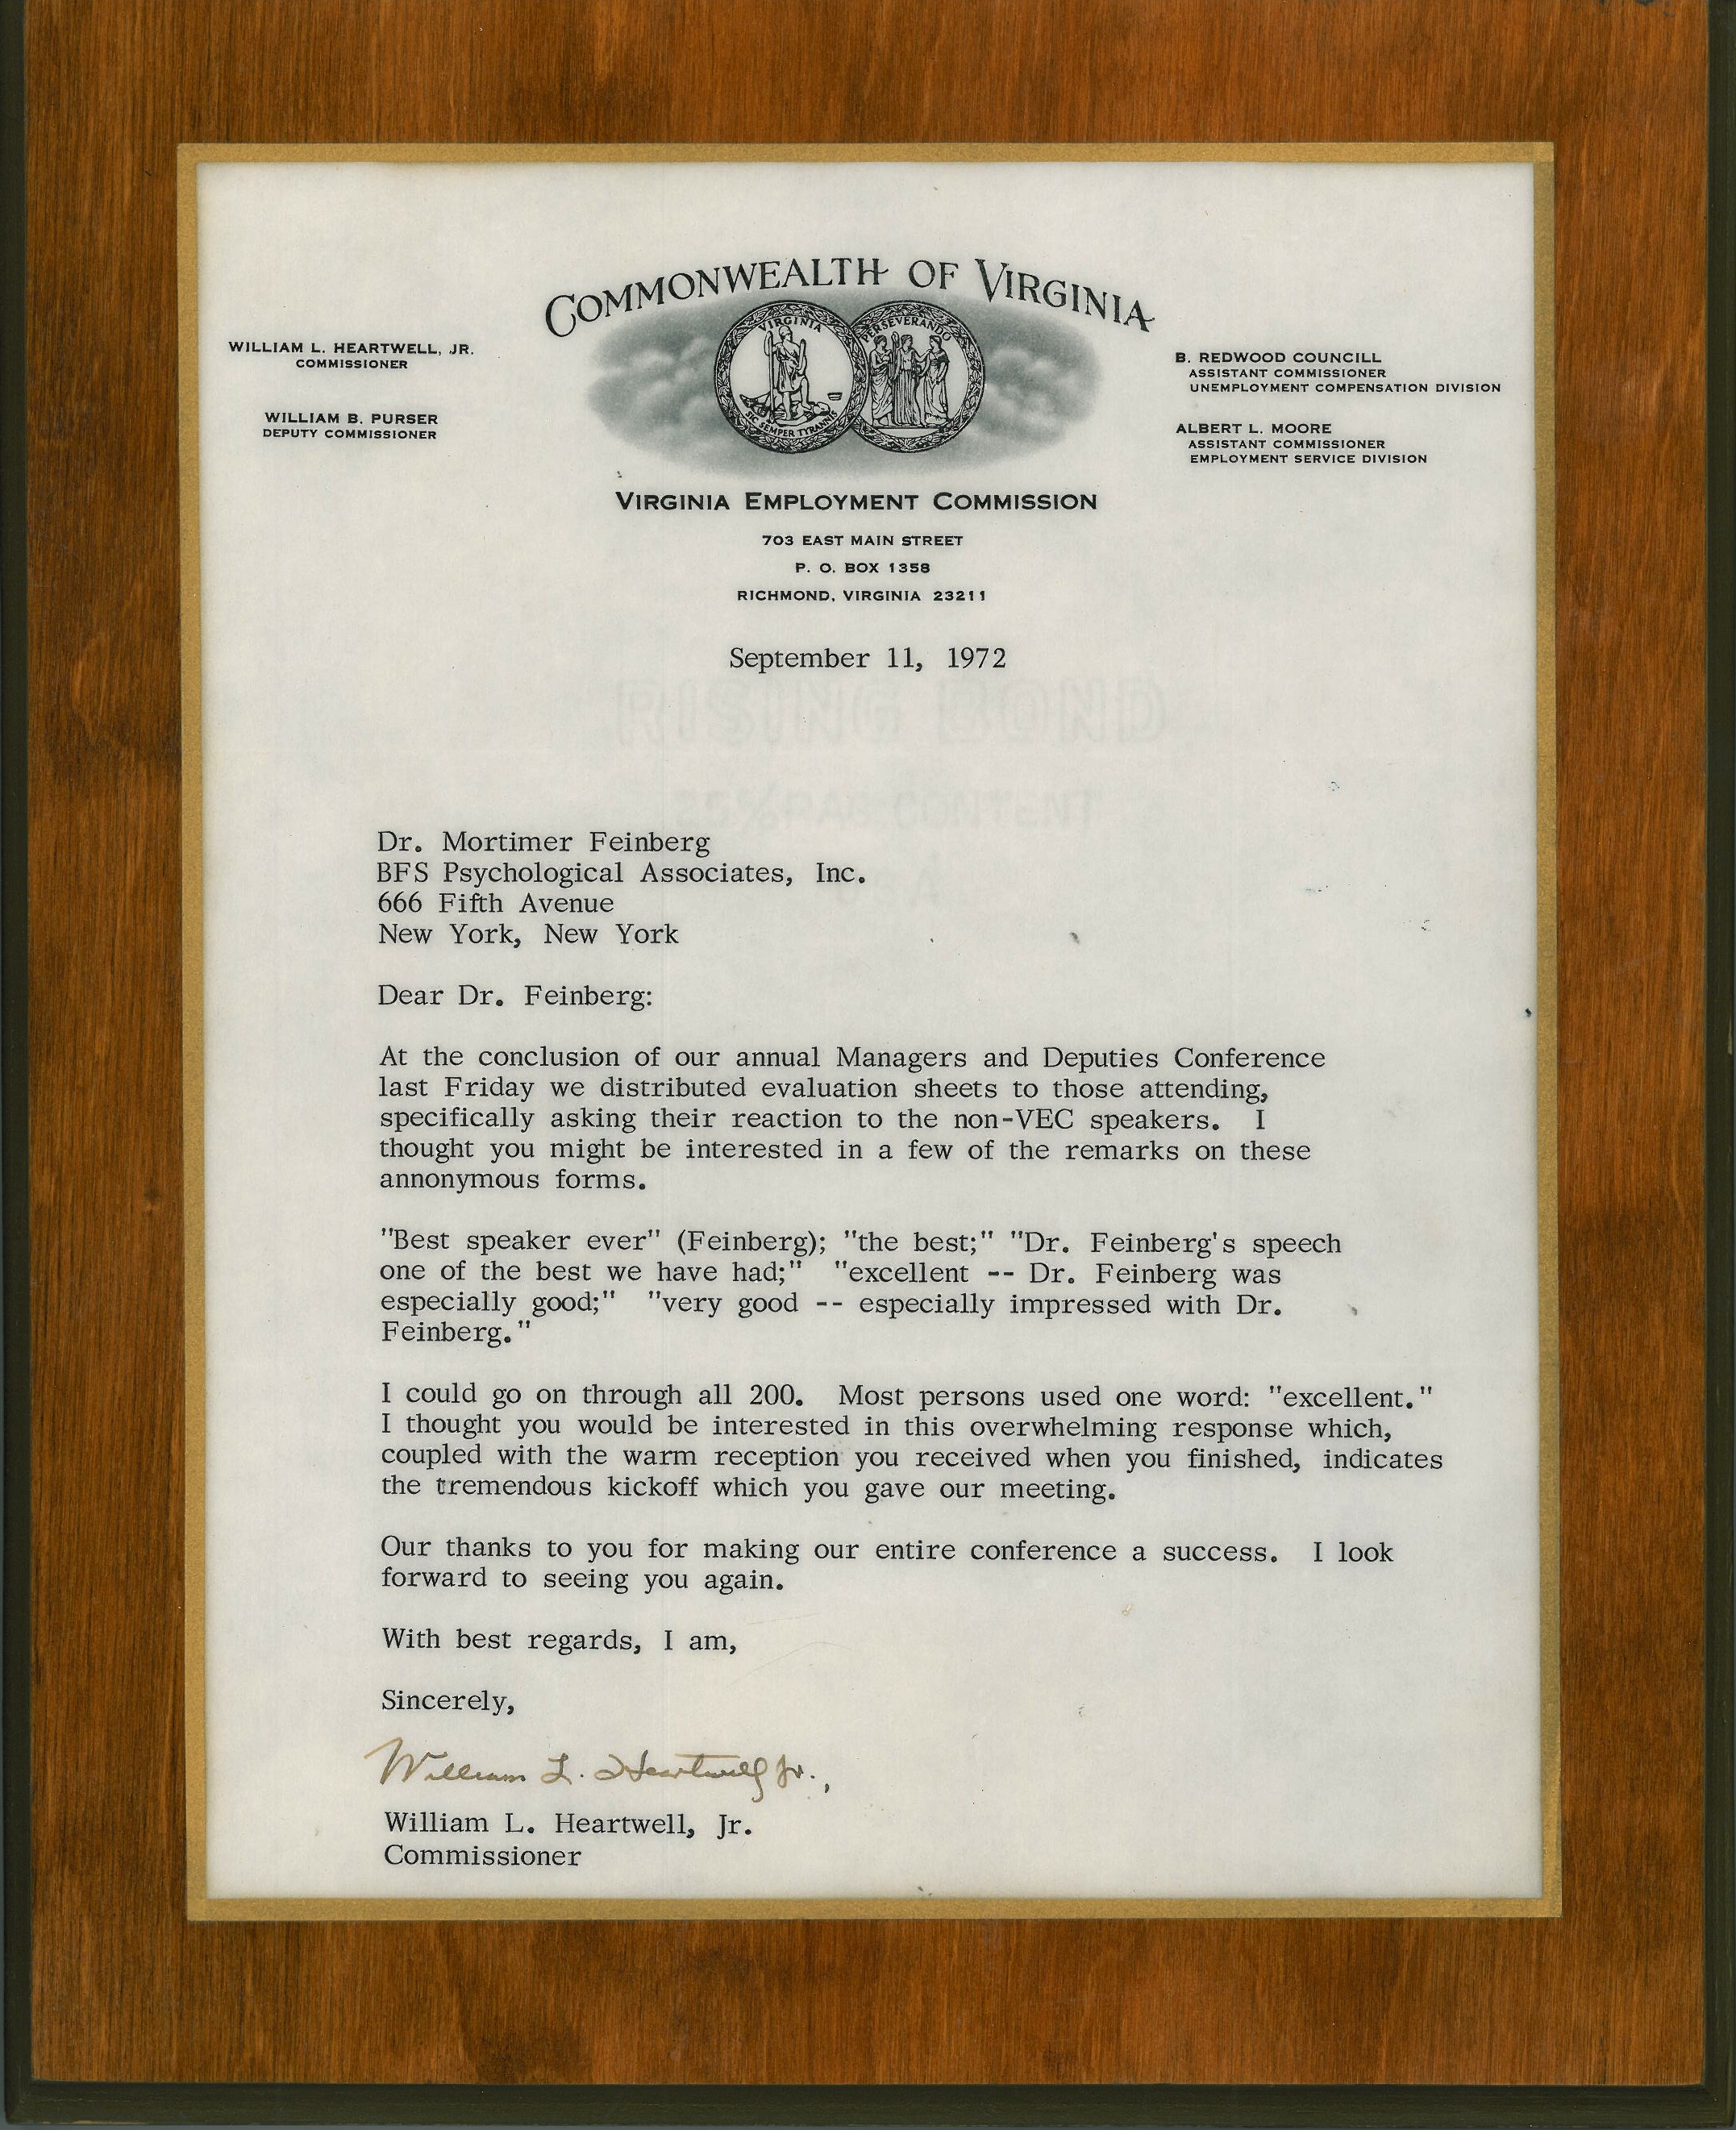 COMMONWEALTH OF VIRGINIA
VIRGINIA
SIC SEMPER TYRANNIS
PERSEVERANDO
WILLIAM L. HEARTWELL, JR.
COMMISSIONER
WILLIAM B. PURSER
DEPUTY COMMISSIONER
B. REDWOOD COUNCILL
ASSISTANT COMMISSIONER
UNEMPLOYMENT COMPENSATION DIVISION
ALBERT L. MOORE
ASSISTANT COMMISSIONER
EMPLOYMENT SERVICE DIVISION
VIRGINIA EMPLOYMENT COMMISSION
703 EAST MAIN STREET
P. O. BOX 1358
RICHMOND, VIRGINIA 23211
September 11, 1972
RISING BOND
25% RAG CONTENT
Dr. Mortimer Feinberg
BFS Psychological Associates, Inc.
666 Fifth Avenue
New York, New York
Dear Dr. Feinberg:
At the conclusion of our annual Managers and Deputies Conference
last Friday we distributed evaluation sheets to those attending,
specifically asking their reaction to the non-VEC speakers. I
thought you might be interested in a few of the remarks on these
annonymous forms.
"Best speaker ever" (Feinberg); "the best;" "Dr. Feinberg's speech
one of the best we have had;" "excellent -- Dr. Feinberg was
especially good;" "very good -- especially impressed with Dr.
Feinberg."
I could go on through all 200. Most persons used one word: "excellent."
I thought you would be interested in this overwhelming response which,
coupled with the warm reception you received when you finished, indicates
the tremendous kickoff which you gave our meeting.
Our thanks to you for making our entire conference a success. I look
forward to seeing you again.
With best regards, I am,
Sincerely,
William L. Heartwell Jr.,
William L. Heartwell, Jr.
Commissioner